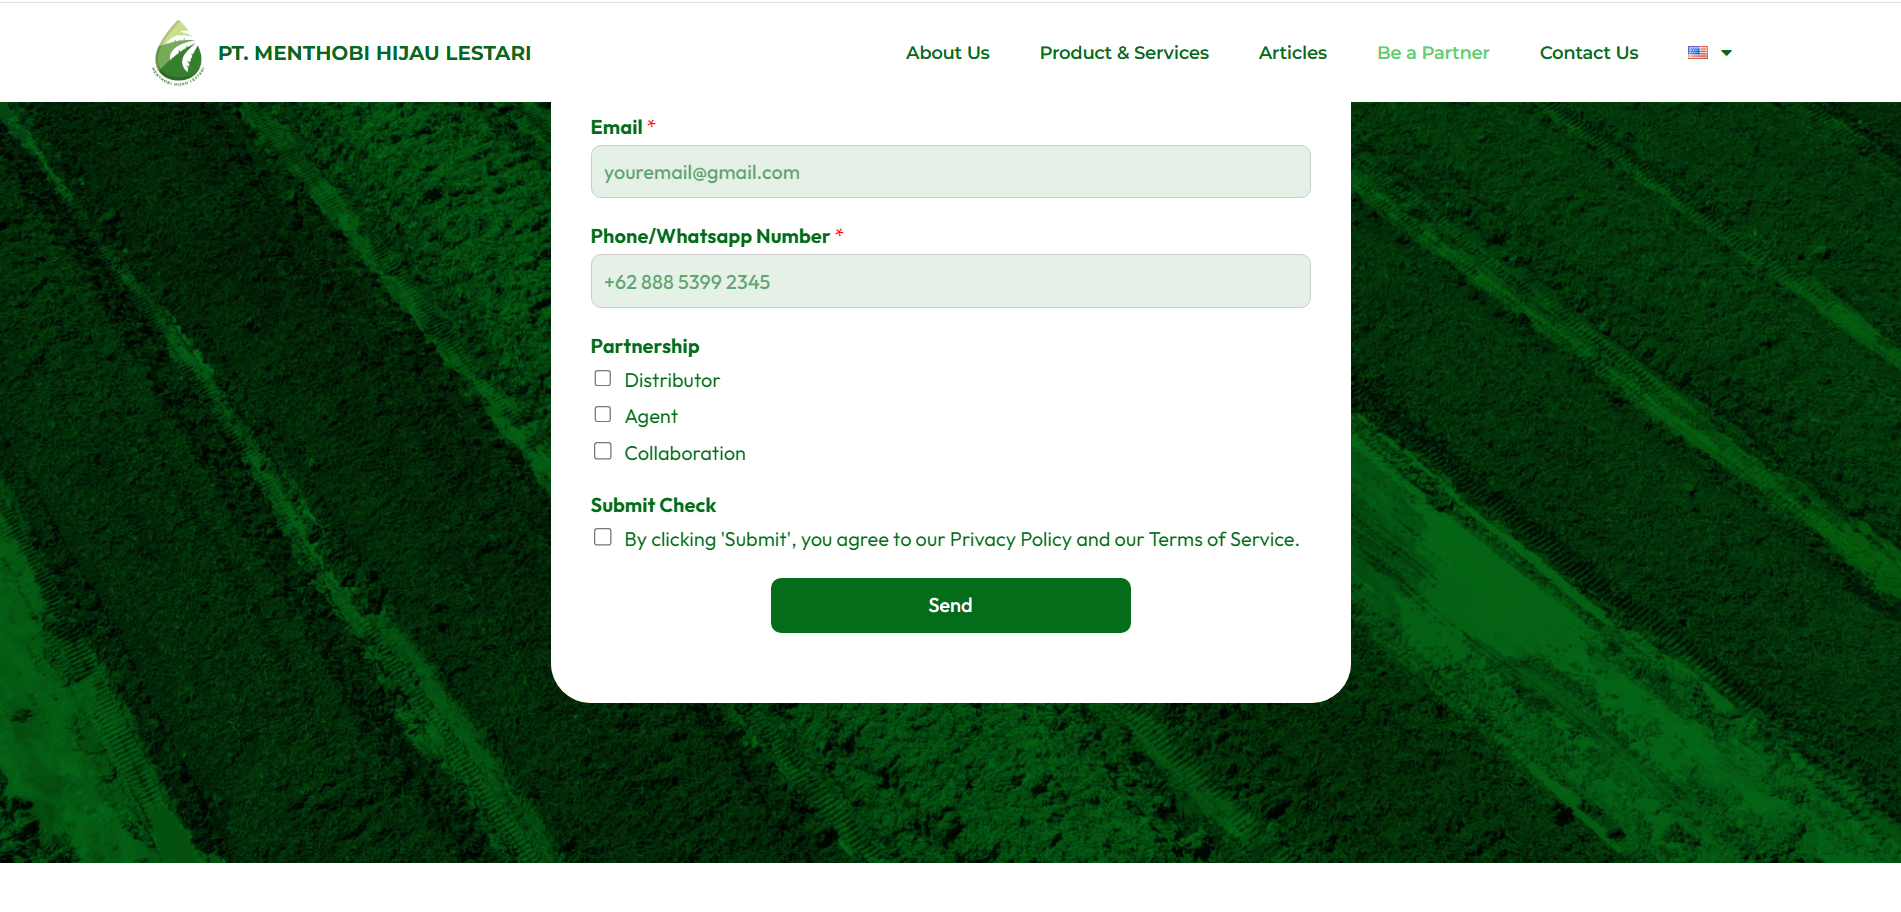 PT. MENTHOBI HIJAU LESTARI
About Us
Product & Services
Articles
Be a Partner
Contact Us
Email *
youremail@gmail.com
Phone/Whatsapp Number *
+62 888 5399 2345
Partnership
Distributor
Agent
Collaboration
Submit Check
By clicking 'Submit', you agree to our Privacy Policy and our Terms of Service.
Send